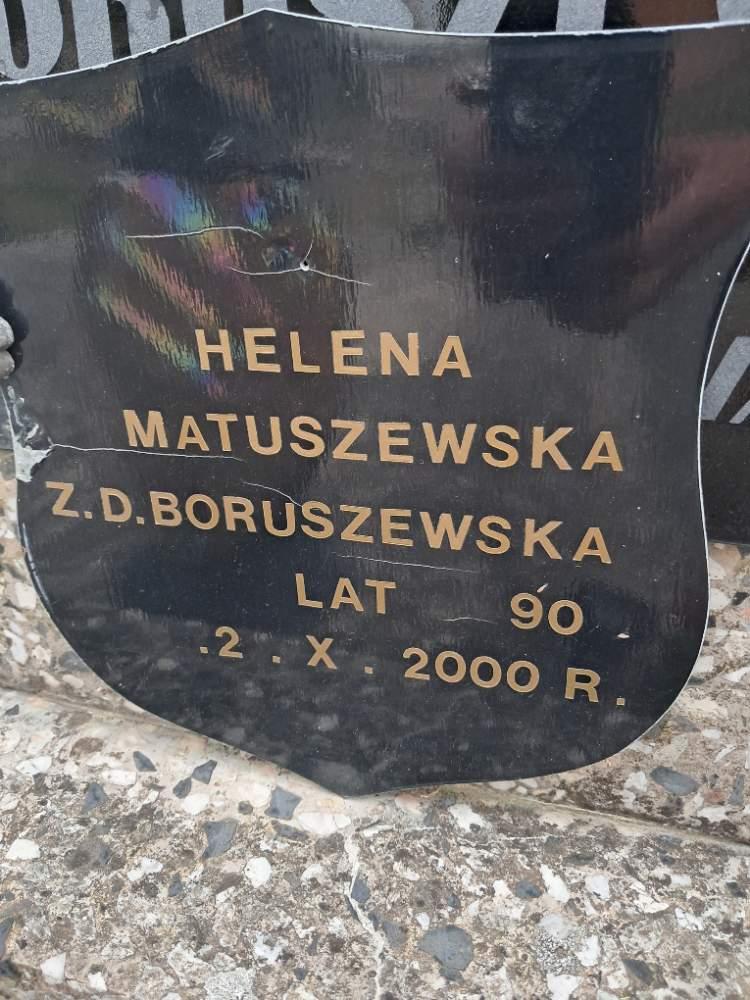 HELENA
MATUSZEWSKA
Z.D.BORUSZEWSKA
LAT 90
.2 . X . 2000 R.